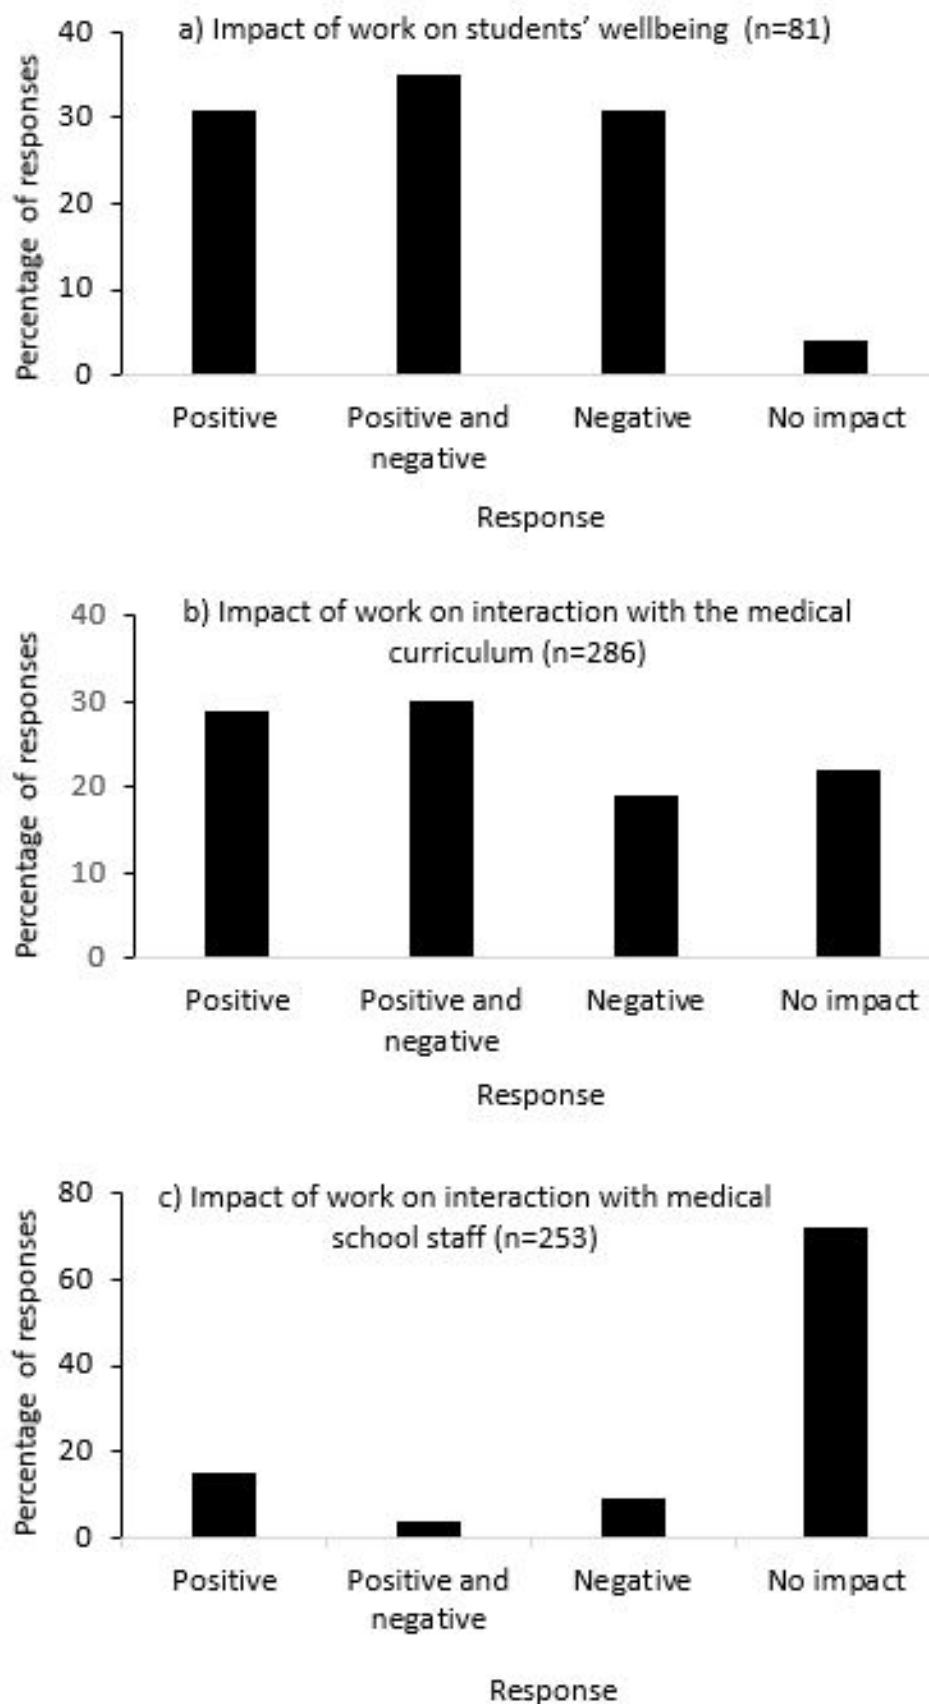 a) Impact of work on students’ wellbeing (n=81)
Percentage of responses
40
30
20
10
0
Positive
Positive and
negative
Negative
No impact
Response
b) Impact of work on interaction with the medical
curriculum (n=286)
Percentage of responses
40
30
20
10
0
Positive
Positive and
negative
Negative
No impact
Response
c) Impact of work on interaction with medical
school staff (n=253)
Percentage of responses
80
60
40
20
0
Positive
Positive and
negative
Negative
No impact
Response